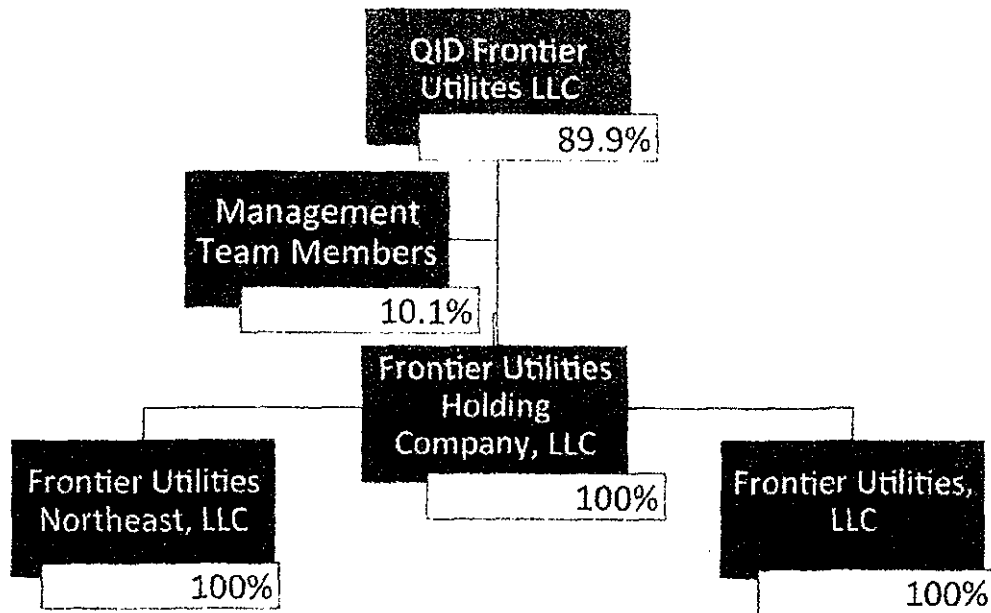 QID Frontier
Utilites LLC
89.9%
Management
Team Members
10.1%
Frontier Utilities
Holding
Company, LLC
100%
Frontier Utilities
Northeast, LLC
100%
Frontier Utilities,
LLC
100%